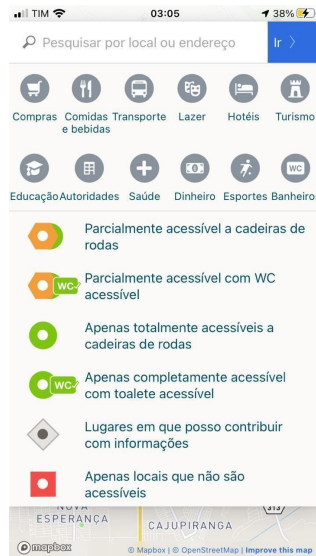 TIM 03:05 38%
Pesquisar por local ou endereço Ir
Compras Comidas e bebidas Transporte Lazer Hotéis Turismo
WC
Educação Autoridades Saúde Dinheiro Esportes Banheiro
Parcialmente acessível a cadeiras de
rodas
WC
Parcialmente acessível com WC
acessível
Apenas totalmente acessíveis a
cadeiras de rodas
WC
Apenas completamente acessível
com toalete acessível
Lugares em que posso contribuir
com informações
Apenas locais que não são
acessíveis
NOVA
ESPERANÇA
313
CAJUPIRANGA
mapbox
© Mapbox | © OpenStreetMap | Improve this map